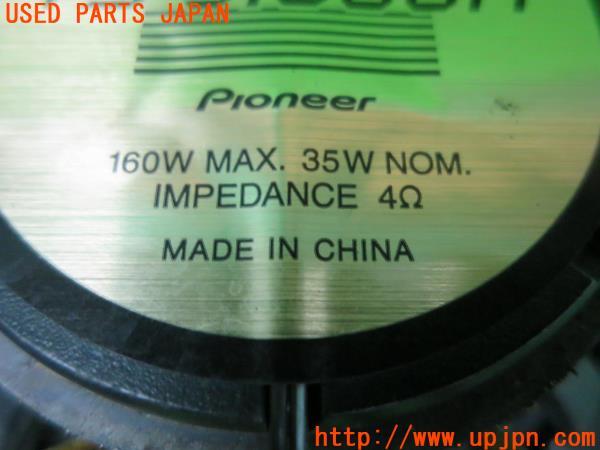 USED PARTS JAPAN
Pioneer
160W MAX. 35W NOM.
IMPEDANCE 4Ω
MADE IN CHINA
http://www.upjpn.com